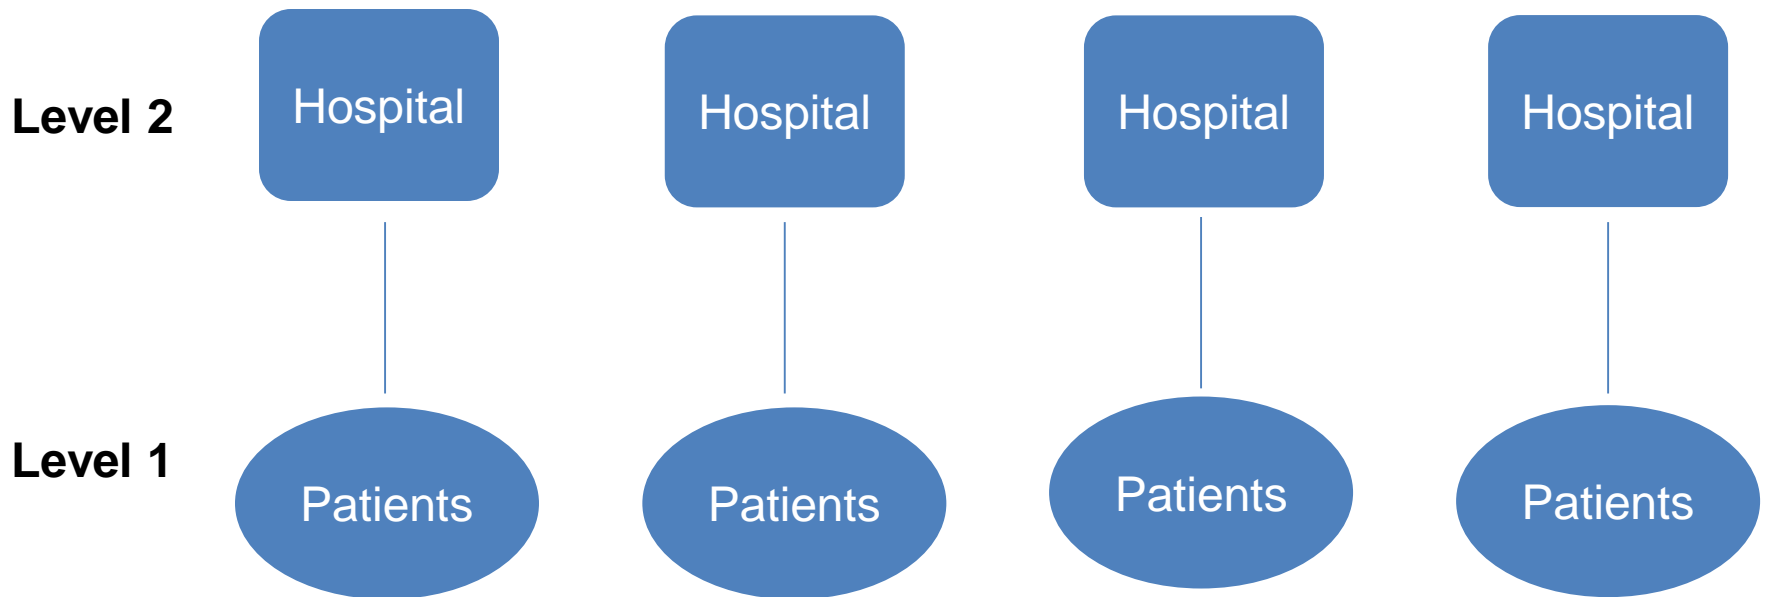 Level 2
Hospital
Hospital
Hospital
Hospital
Level 1
Patients
Patients
Patients
Patients